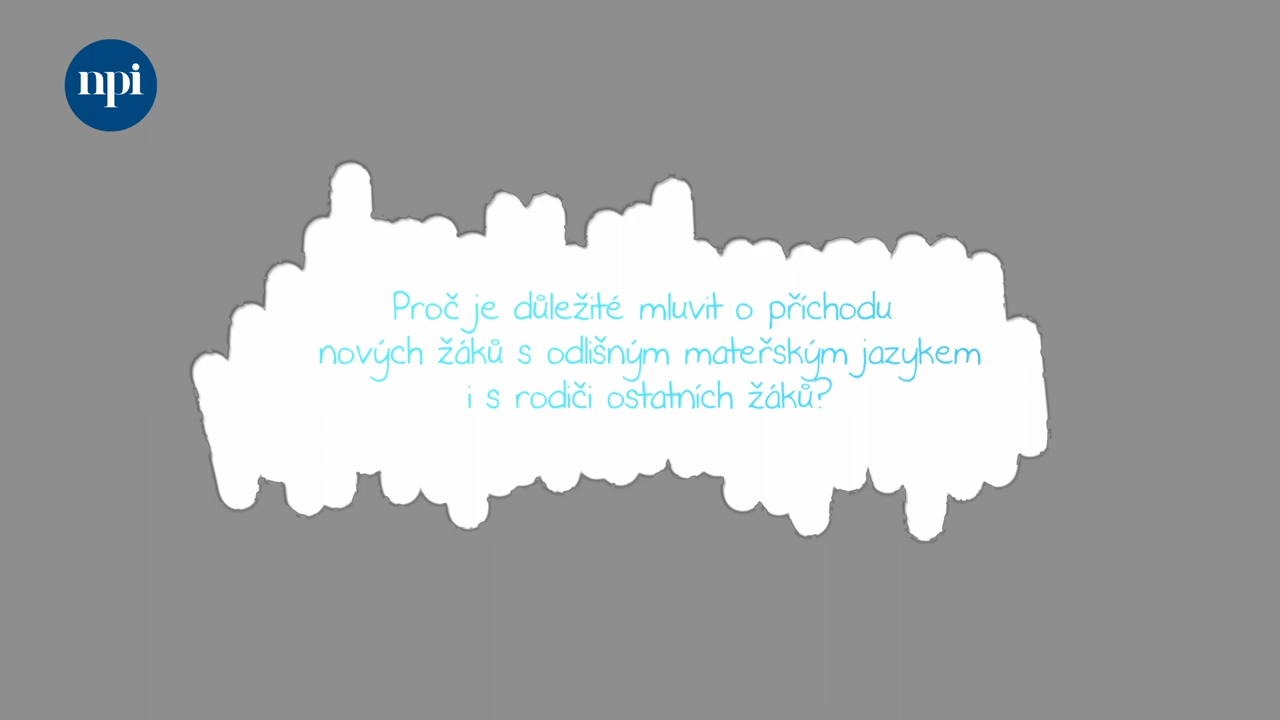 npi
Proč je důležité mluvit o příchodu
nových žáků s odlišným mateřským jazykem
i s rodiči ostatních žáků?